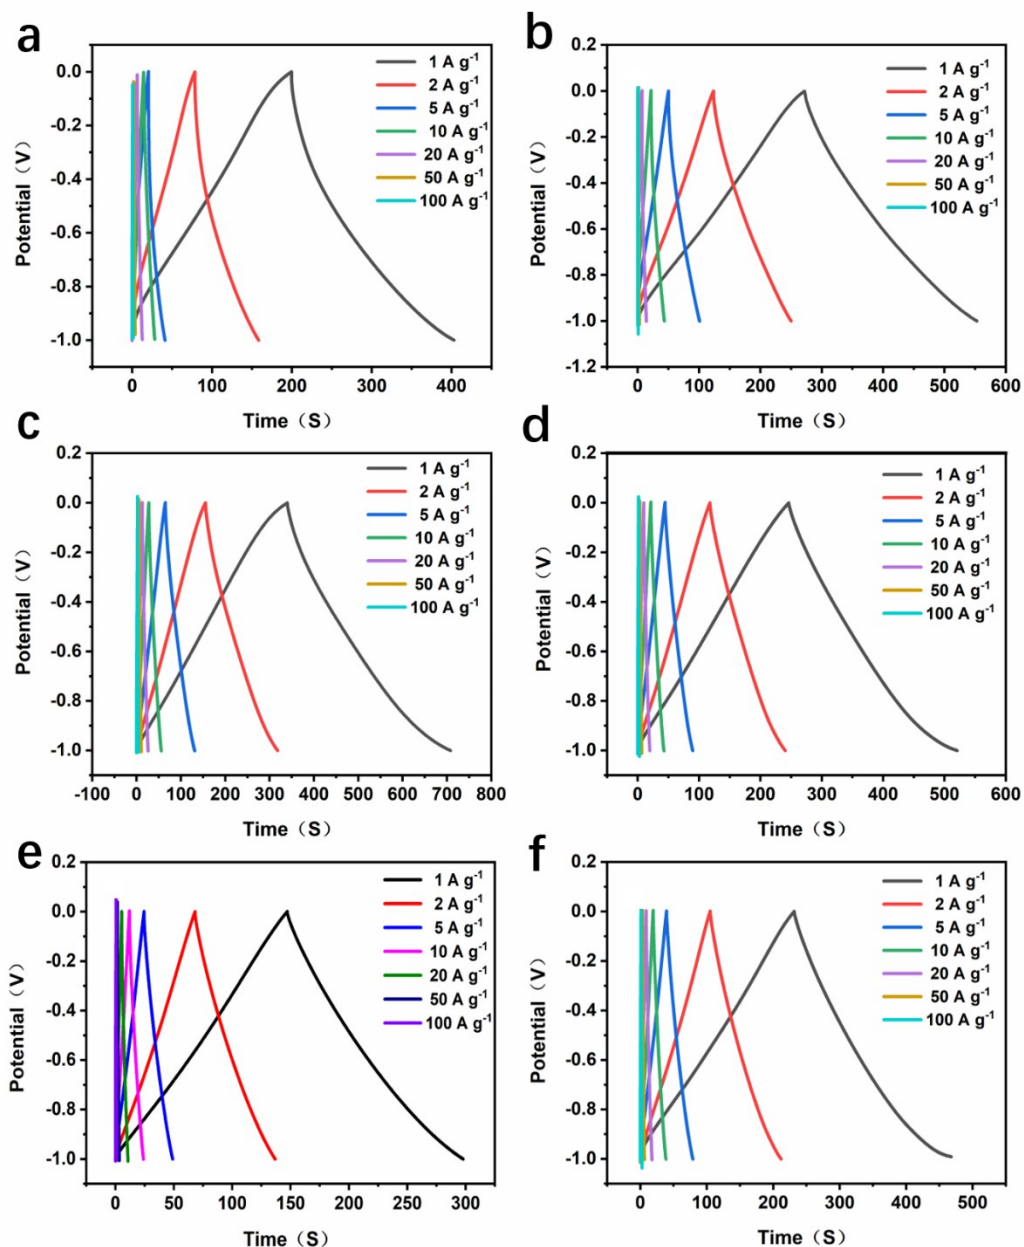 a
0.0
-0.2
-0.4
-0.6
-0.8
-1.0
Potential（V）
0 100 200 300 400
Time（S）
1 A g-1
2 A g-1
5 A g-1
10 A g-1
20 A g-1
50 A g-1
100 A g-1
b
0.2
0.0
-0.2
-0.4
-0.6
-0.8
-1.0
-1.2
Potential（V）
0 100 200 300 400 500 600
Time（S）
1 A g-1
2 A g-1
5 A g-1
10 A g-1
20 A g-1
50 A g-1
100 A g-1
c
0.2
0.0
-0.2
-0.4
-0.6
-0.8
-1.0
Potential（V）
-100 0 100 200 300 400 500 600 700 800
Time（S）
1 A g-1
2 A g-1
5 A g-1
10 A g-1
20 A g-1
50 A g-1
100 A g-1
d
0.2
0.0
-0.2
-0.4
-0.6
-0.8
-1.0
Potential（V）
0 100 200 300 400 500 600
Time（S）
1 A g-1
2 A g-1
5 A g-1
10 A g-1
20 A g-1
50 A g-1
100 A g-1
e
0.2
0.0
-0.2
-0.4
-0.6
-0.8
-1.0
Potential（V）
0 50 100 150 200 250 300
Time（S）
1 A g-1
2 A g-1
5 A g-1
10 A g-1
20 A g-1
50 A g-1
100 A g-1
f
0.2
0.0
-0.2
-0.4
-0.6
-0.8
-1.0
Potential（V）
0 100 200 300 400 500
Time（S）
1 A g-1
2 A g-1
5 A g-1
10 A g-1
20 A g-1
50 A g-1
100 A g-1